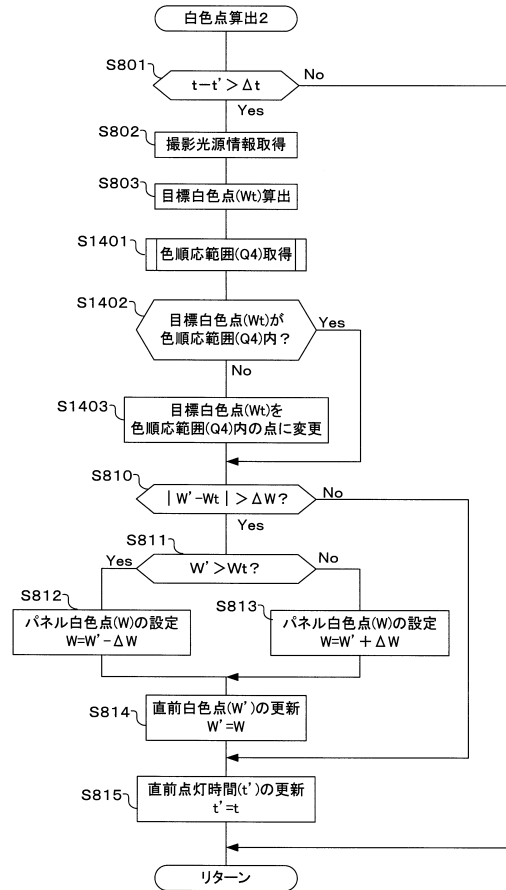 白色点算出2
S801
t－t'＞Δt
No
Yes
S802
撮影光源情報取得
S803
目標白色点(Wt)算出
S1401
色順応範囲(Q4)取得
S1402
目標白色点(Wt)が
色順応範囲(Q4)内？
Yes
No
S1403
目標白色点(Wt)を
色順応範囲(Q4)内の点に変更
S810
｜W'－Wt｜＞ΔW？
No
Yes
S811
W'＞Wt？
Yes
No
S812
パネル白色点(W)の設定
W=W'－ΔW
S813
パネル白色点(W)の設定
W=W'＋ΔW
S814
直前白色点(W')の更新
W'=W
S815
直前点灯時間(t')の更新
t'=t
リターン